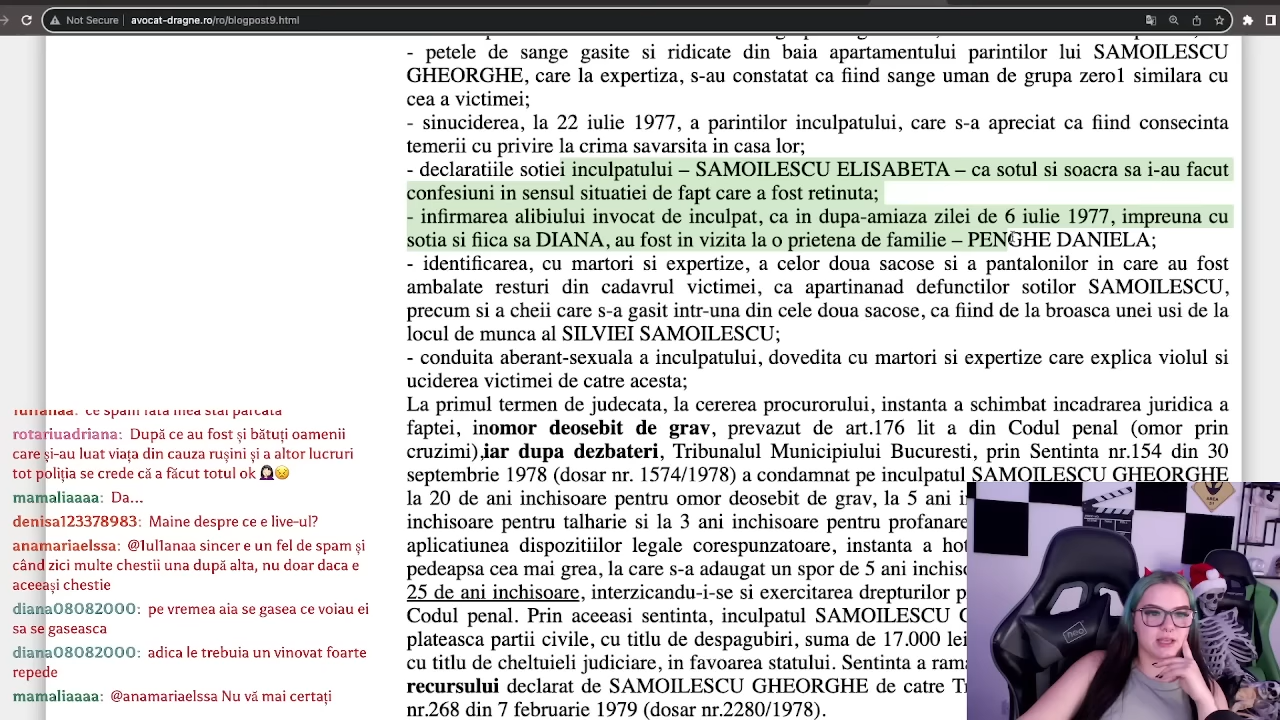 Not Secure
avocat-dragne.ro/ro/blogpost9.html
- petele de sange gasite si ridicate din baia apartamentului parintilor lui SAMOILESCU
GHEORGHE, care la expertiza, s-au constatat ca fiind sange uman de grupa zero1 similara cu
cea a victimei;
- sinuciderea, la 22 iulie 1977, a parintilor inculpatului, care s-a apreciat ca fiind consecinta
temerii cu privire la crima savarsita in casa lor;
- declaratiile sotiei inculpatului – SAMOILESCU ELISABETA – ca sotul si soacra sa i-au facut
confesiuni in sensul situatiei de fapt care a fost retinuta;
- infirmarea alibiului invocat de inculpat, ca in dupa-amiaza zilei de 6 iulie 1977, impreuna cu
sotia si fiica sa DIANA, au fost in vizita la o prietena de familie – PENGHE DANIELA;
- identificarea, cu martori si expertize, a celor doua sacose si a pantalonilor in care au fost
ambalate resturi din cadavrul victimei, ca apartinanad defunctilor sotilor SAMOILESCU,
precum si a cheii care s-a gasit intr-una din cele doua sacose, ca fiind de la broasca unei usi de la
locul de munca al SILVIEI SAMOILESCU;
- conduita aberant-sexuala a inculpatului, dovedita cu martori si expertize care explica violul si
uciderea victimei de catre acesta;
La primul termen de judecata, la cererea procurorului, instanta a schimbat incadrarea juridica a
faptei, inomor deosebit de grav, prevazut de art.176 lit a din Codul penal (omor prin
cruzimi),iar dupa dezbateri, Tribunalul Municipiului Bucuresti, prin Sentinta nr.154 din 30
septembrie 1978 (dosar nr. 1574/1978) a condamnat pe inculpatul SAMOILESCU GHEORGHE
la 20 de ani inchisoare pentru omor deosebit de grav, la 5 ani
inchisoare pentru talharie si la 3 ani inchisoare pentru profanare
aplicatiunea dispozitiilor legale corespunzatoare, instanta a
pedeapsa cea mai grea, la care s-a adaugat un spor de 5 ani
25 de ani inchisoare, interzicandu-i-se si exercitarea drepturilor
Codul penal. Prin aceeasi sentinta, inculpatul SAMOILESCU
plateasca partii civile, cu titlu de despagubiri, suma de 17.000 lei
cu titlu de cheltuieli judiciare, in favoarea statului. Sentinta a
recursului declarat de SAMOILESCU GHEORGHE de catre
nr.268 din 7 februarie 1979 (dosar nr.2280/1978).
1ul1anaa: ce spam fata mea stai parcata
rotariuadriana: După ce au fost și bătuți oamenii
care și-au luat viața din cauza rușini și a altor lucruri
tot poliția se crede că a făcut totul ok 🤷🏻‍♀️😣
mamaliaaaa: Da...
denisa123378983: Maine despre ce e live-ul?
anamariaelssa: @1ul1anaa sincer e un fel de spam și
când zici multe chestii una după alta, nu doar daca e
aceeași chestie
diana08082000: pe vremea aia se gasea ce voiau ei
sa se gaseasca
diana08082000: adica le trebuia un vinovat foarte
repede
mamaliaaaa: @anamariaelssa Nu vă mai certați